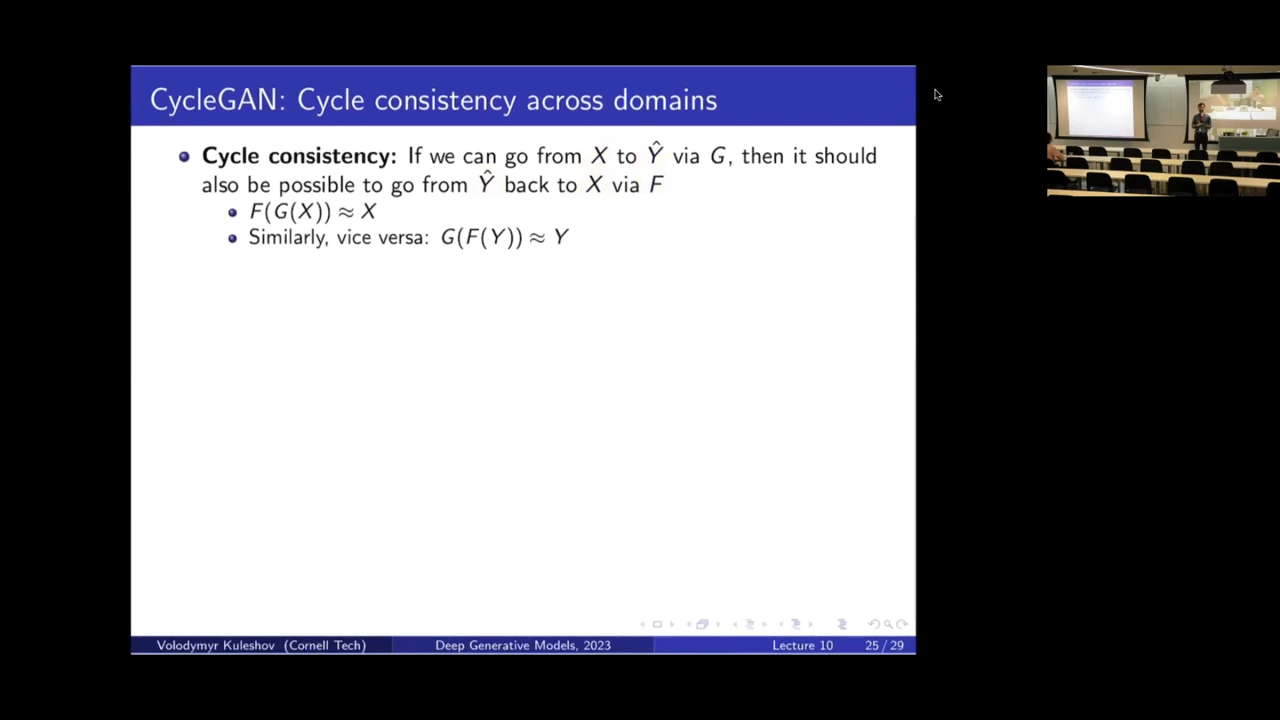 CycleGAN: Cycle consistency across domains
Cycle consistency: If we can go from X to Ŷ via G, then it should
also be possible to go from Ŷ back to X via F
F(G(X)) ≈ X
Similarly, vice versa: G(F(Y)) ≈ Y
Volodymyr Kuleshov (Cornell Tech) Deep Generative Models, 2023 Lecture 10 25 / 29